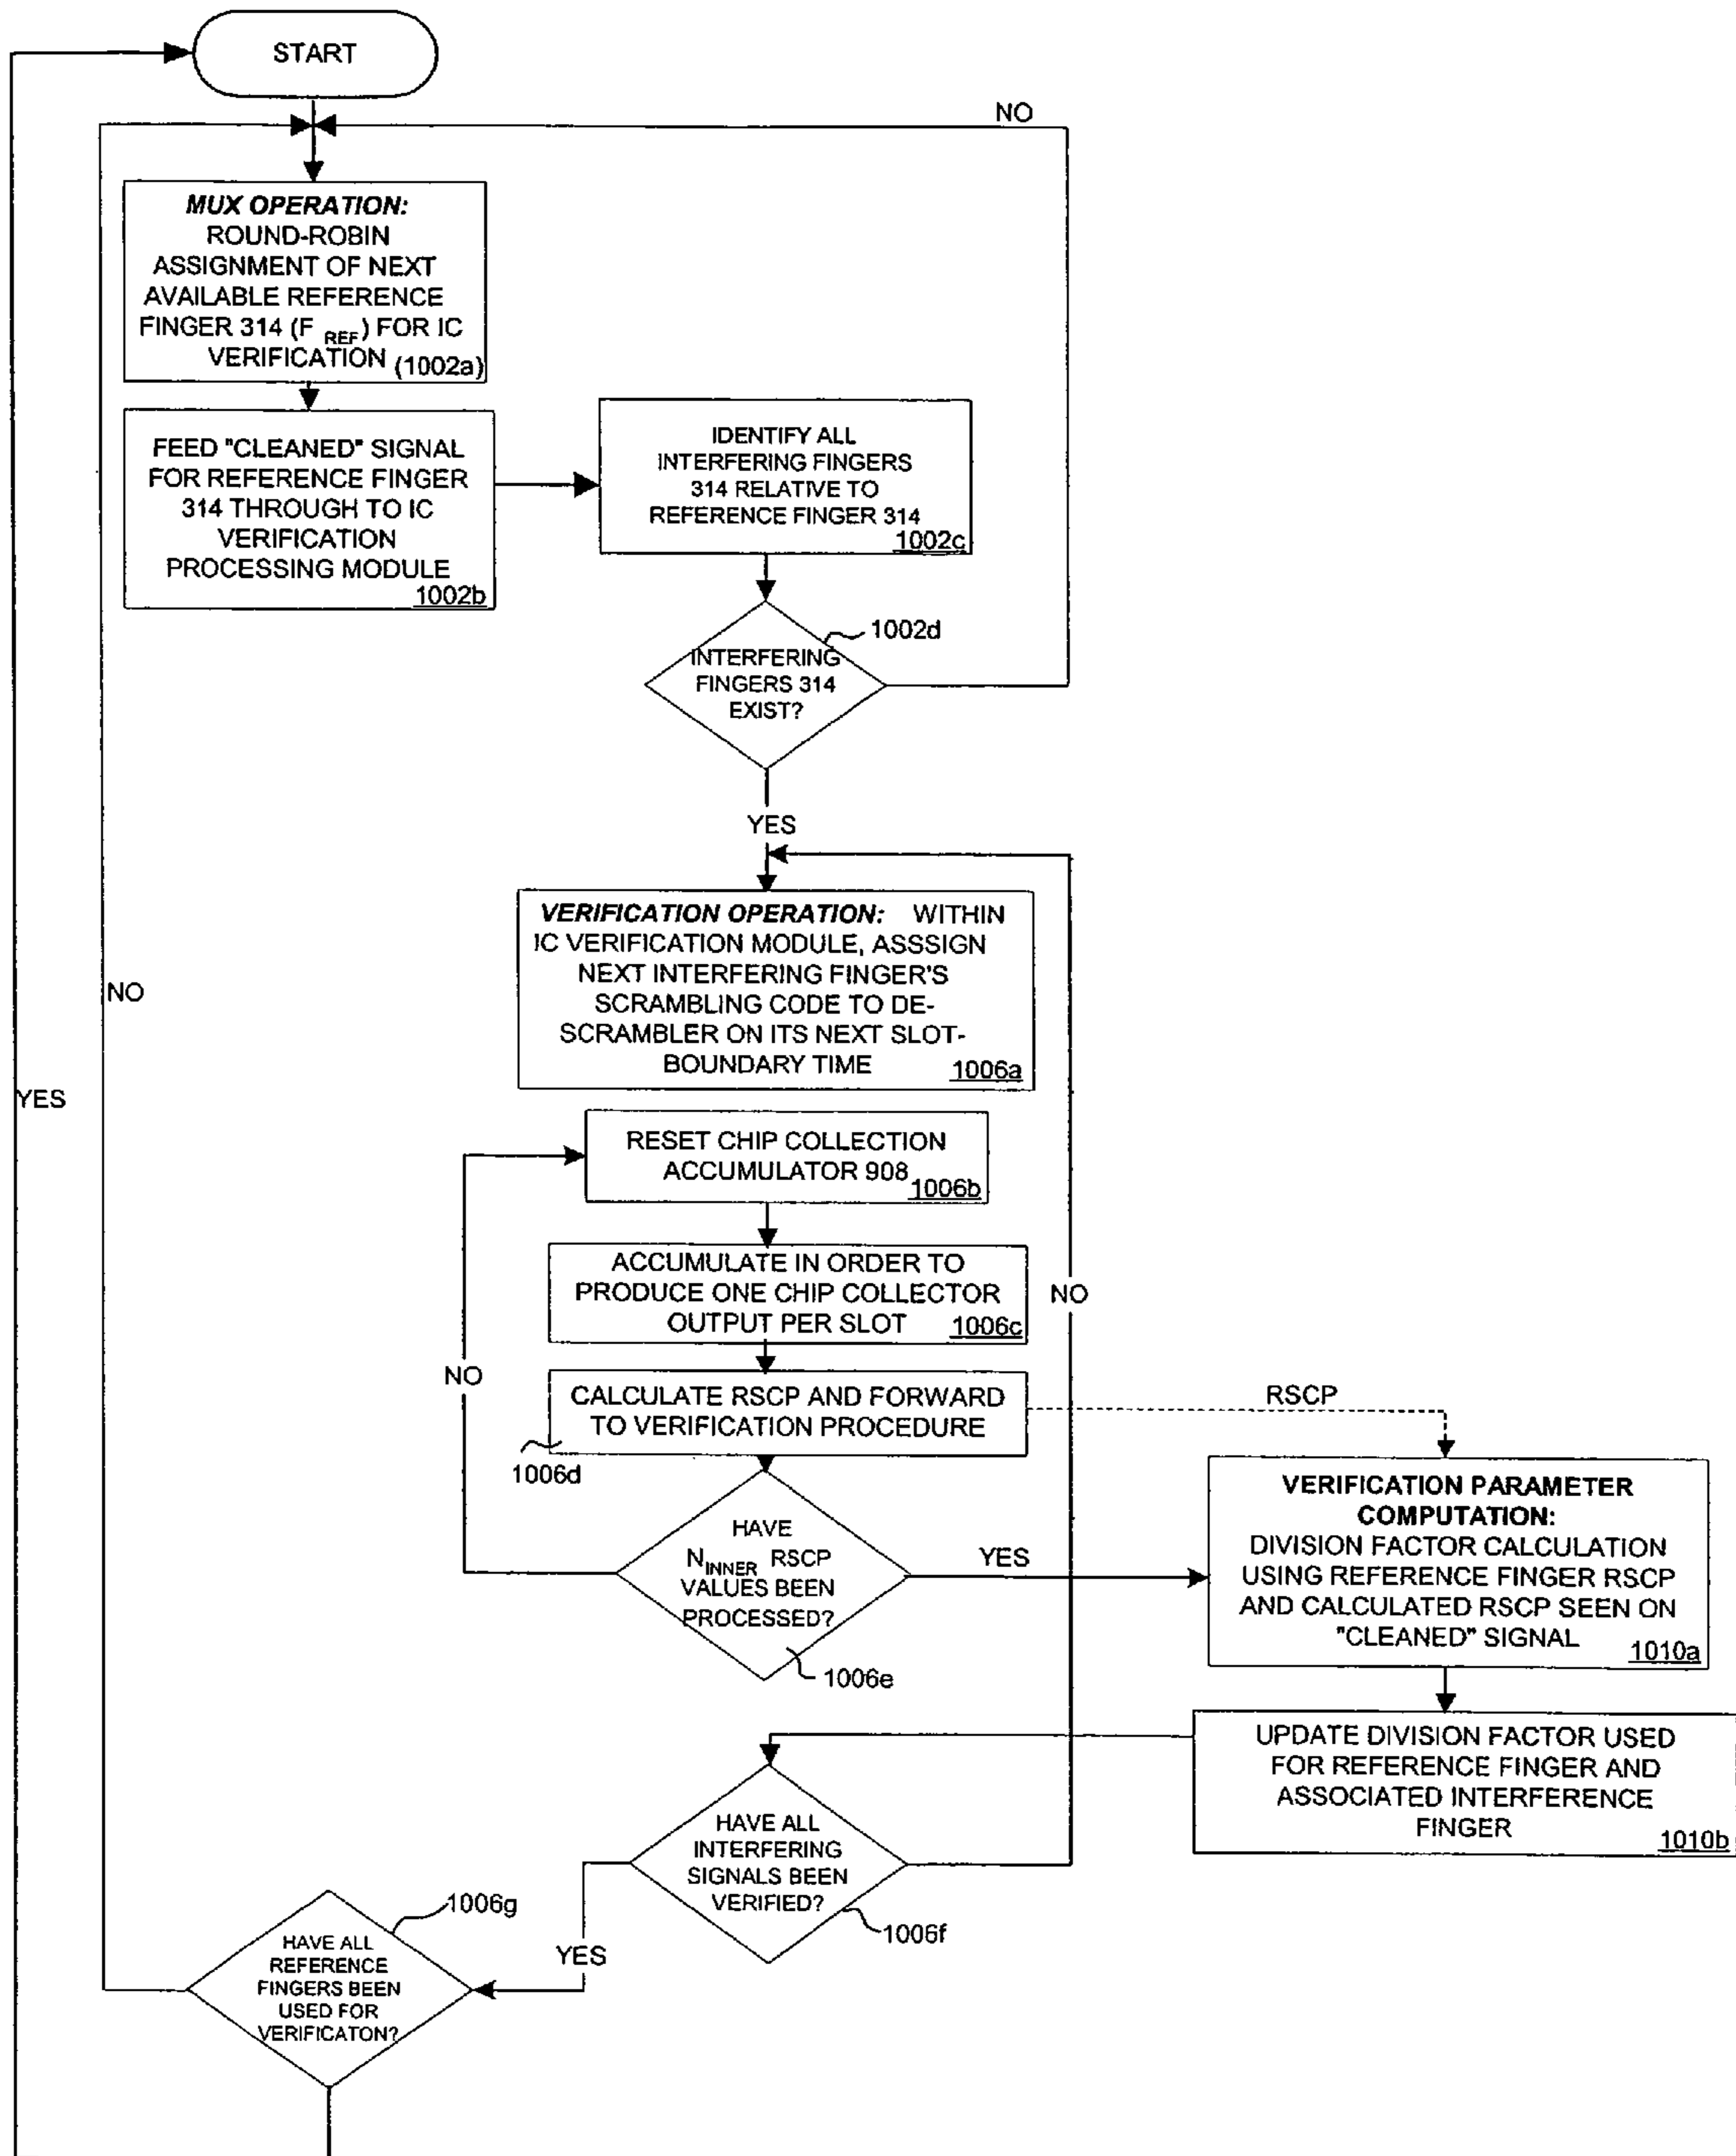 START
NO
MUX OPERATION:
ROUND-ROBIN
ASSIGNMENT OF NEXT
AVAILABLE REFERENCE
FINGER 314 (F REF) FOR IC
VERIFICATION (1002a)
FEED "CLEANED" SIGNAL
FOR REFERENCE FINGER
314 THROUGH TO IC
VERIFICATION
PROCESSING MODULE
1002b
IDENTIFY ALL
INTERFERING FINGERS
314 RELATIVE TO
REFERENCE FINGER 314
1002c
1002d
INTERFERING
FINGERS 314
EXIST?
YES
VERIFICATION OPERATION: WITHIN
IC VERIFICATION MODULE, ASSSIGN
NEXT INTERFERING FINGER'S
SCRAMBLING CODE TO DE-
SCRAMBLER ON ITS NEXT SLOT-
BOUNDARY TIME 1006a
NO
YES
RESET CHIP COLLECTION
ACCUMULATOR 908
1006b
ACCUMULATE IN ORDER TO
PRODUCE ONE CHIP COLLECTOR
OUTPUT PER SLOT 1006c
NO
NO
CALCULATE RSCP AND FORWARD
TO VERIFICATION PROCEDURE
1006d
RSCP
HAVE
NINNER RSCP
VALUES BEEN
PROCESSED?
1006e
YES
VERIFICATION PARAMETER
COMPUTATION:
DIVISION FACTOR CALCULATION
USING REFERENCE FINGER RSCP
AND CALCULATED RSCP SEEN ON
"CLEANED" SIGNAL 1010a
UPDATE DIVISION FACTOR USED
FOR REFERENCE FINGER AND
ASSOCIATED INTERFERENCE
FINGER 1010b
HAVE ALL
INTERFERING
SIGNALS BEEN
VERIFIED?
1006f
YES
1006g
HAVE ALL
REFERENCE
FINGERS BEEN
USED FOR
VERIFICATON?